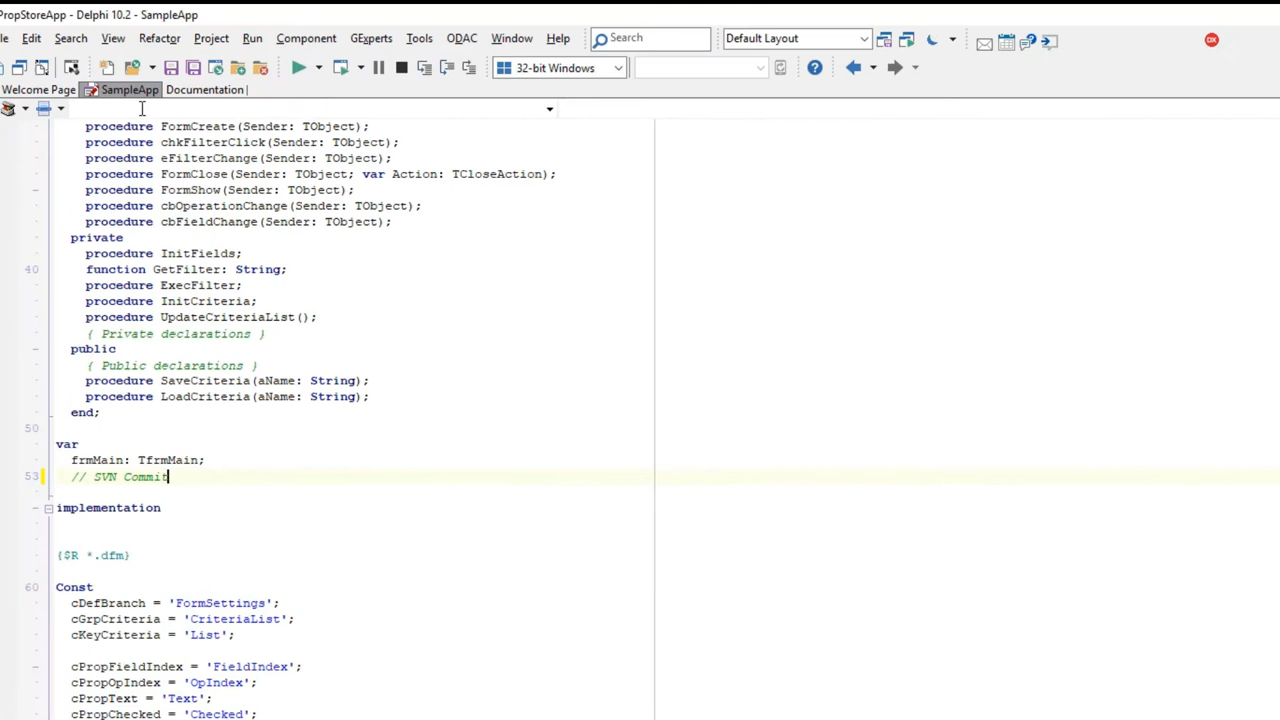 PropStoreApp - Delphi 10.2 - SampleApp
le Edit Search View Refactor Project Run Component GExperts Tools ODAC Window Help Search Default Layout DX
32-bit Windows
Welcome Page SampleApp Documentation
procedure FormCreate(Sender: TObject);
procedure chkFilterClick(Sender: TObject);
procedure eFilterChange(Sender: TObject);
procedure FormClose(Sender: TObject; var Action: TCloseAction);
procedure FormShow(Sender: TObject);
procedure cbOperationChange(Sender: TObject);
procedure cbFieldChange(Sender: TObject);
private
procedure InitFields;
40 function GetFilter: String;
procedure ExecFilter;
procedure InitCriteria;
procedure UpdateCriteriaList();
{ Private declarations }
public
{ Public declarations }
procedure SaveCriteria(aName: String);
procedure LoadCriteria(aName: String);
end;
50
var
frmMain: TfrmMain;
53 // SVN Commit
implementation
{$R *.dfm}
60 Const
cDefBranch = 'FormSettings';
cGrpCriteria = 'CriteriaList';
cKeyCriteria = 'List';
cPropFieldIndex = 'FieldIndex';
cPropOpIndex = 'OpIndex';
cPropText = 'Text';
cPropChecked = 'Checked';